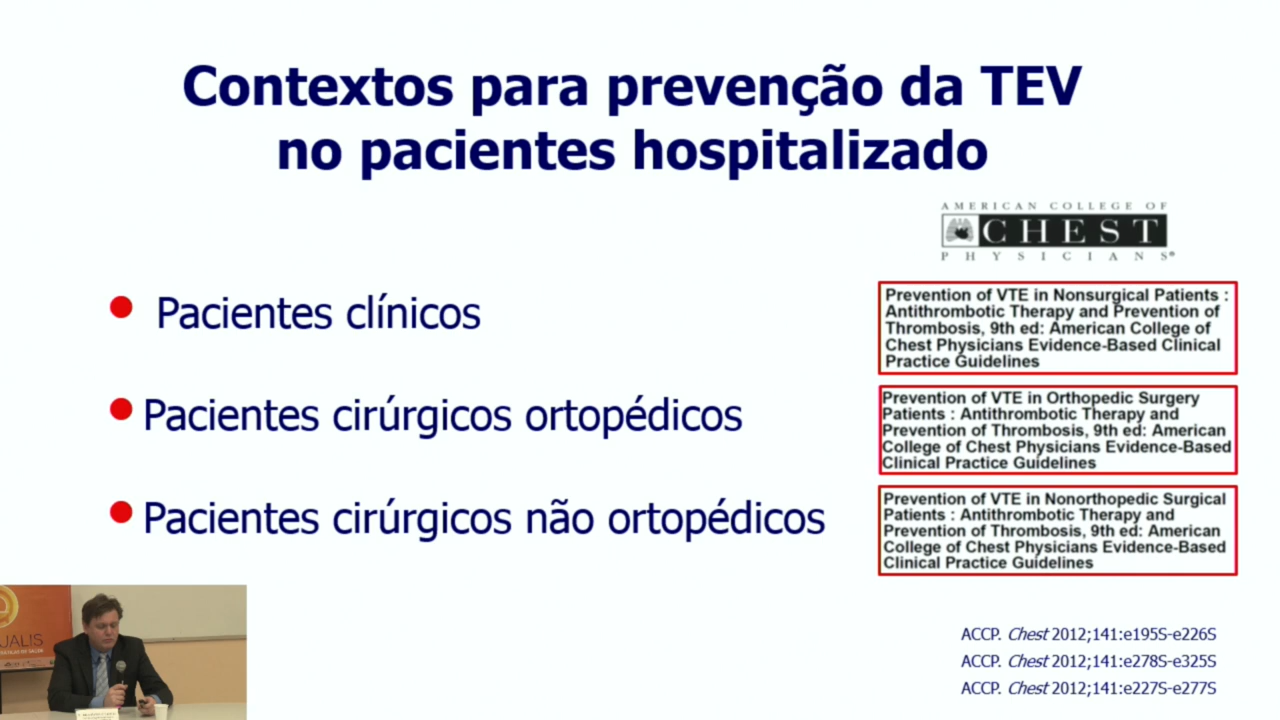 Contextos para prevenção da TEV
no pacientes hospitalizado
AMERICAN COLLEGE OF
CHEST
PHYSICIANS®
Pacientes clínicos
Prevention of VTE in Nonsurgical Patients :
Antithrombotic Therapy and Prevention of
Thrombosis, 9th ed: American College of
Chest Physicians Evidence-Based Clinical
Practice Guidelines
Pacientes cirúrgicos ortopédicos
Prevention of VTE in Orthopedic Surgery
Patients : Antithrombotic Therapy and
Prevention of Thrombosis, 9th ed: American
College of Chest Physicians Evidence-Based
Clinical Practice Guidelines
Pacientes cirúrgicos não ortopédicos
Prevention of VTE in Nonorthopedic Surgical
Patients : Antithrombotic Therapy and
Prevention of Thrombosis, 9th ed: American
College of Chest Physicians Evidence-Based
Clinical Practice Guidelines
ACCP. Chest 2012;141:e195S-e226S
ACCP. Chest 2012;141:e278S-e325S
ACCP. Chest 2012;141:e227S-e277S